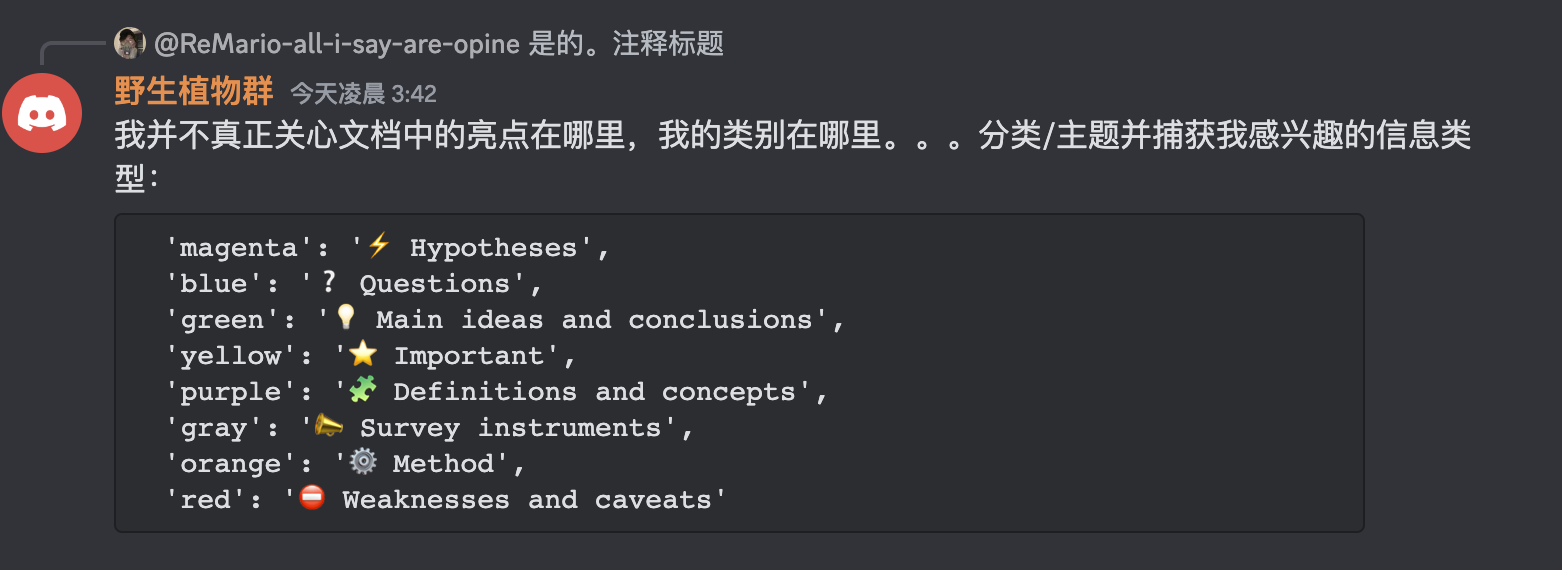 @ReMario-all-i-say-are-opine 是的。注释标题
野生植物群 今天凌晨 3:42
我并不真正关心文档中的亮点在哪里，我的类别在哪里。。。分类/主题并捕获我感兴趣的信息类
型：
'magenta': '⚡ Hypotheses',
'blue': '❔ Questions',
'green': '💡 Main ideas and conclusions',
'yellow': '⭐ Important',
'purple': '🧩 Definitions and concepts',
'gray': '📣 Survey instruments',
'orange': '⚙️ Method',
'red': '⛔ Weaknesses and caveats'